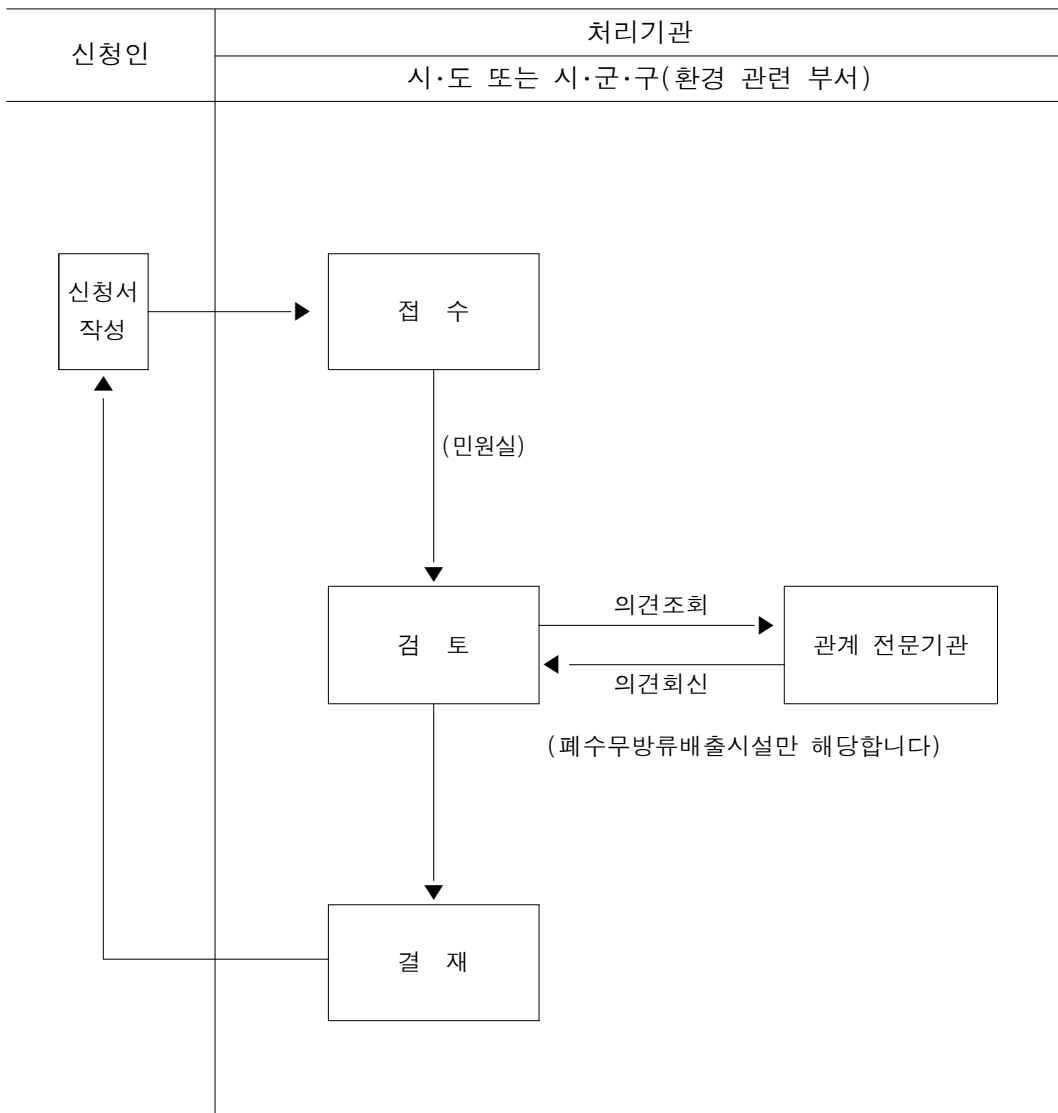 신청인
처리기관
시·도 또는 시·군·구(환경 관련 부서)
신청서
작성
접 수
(민원실)
검 토
의견조회
의견회신
관계 전문기관
(폐수무방류배출시설만 해당합니다)
결 재